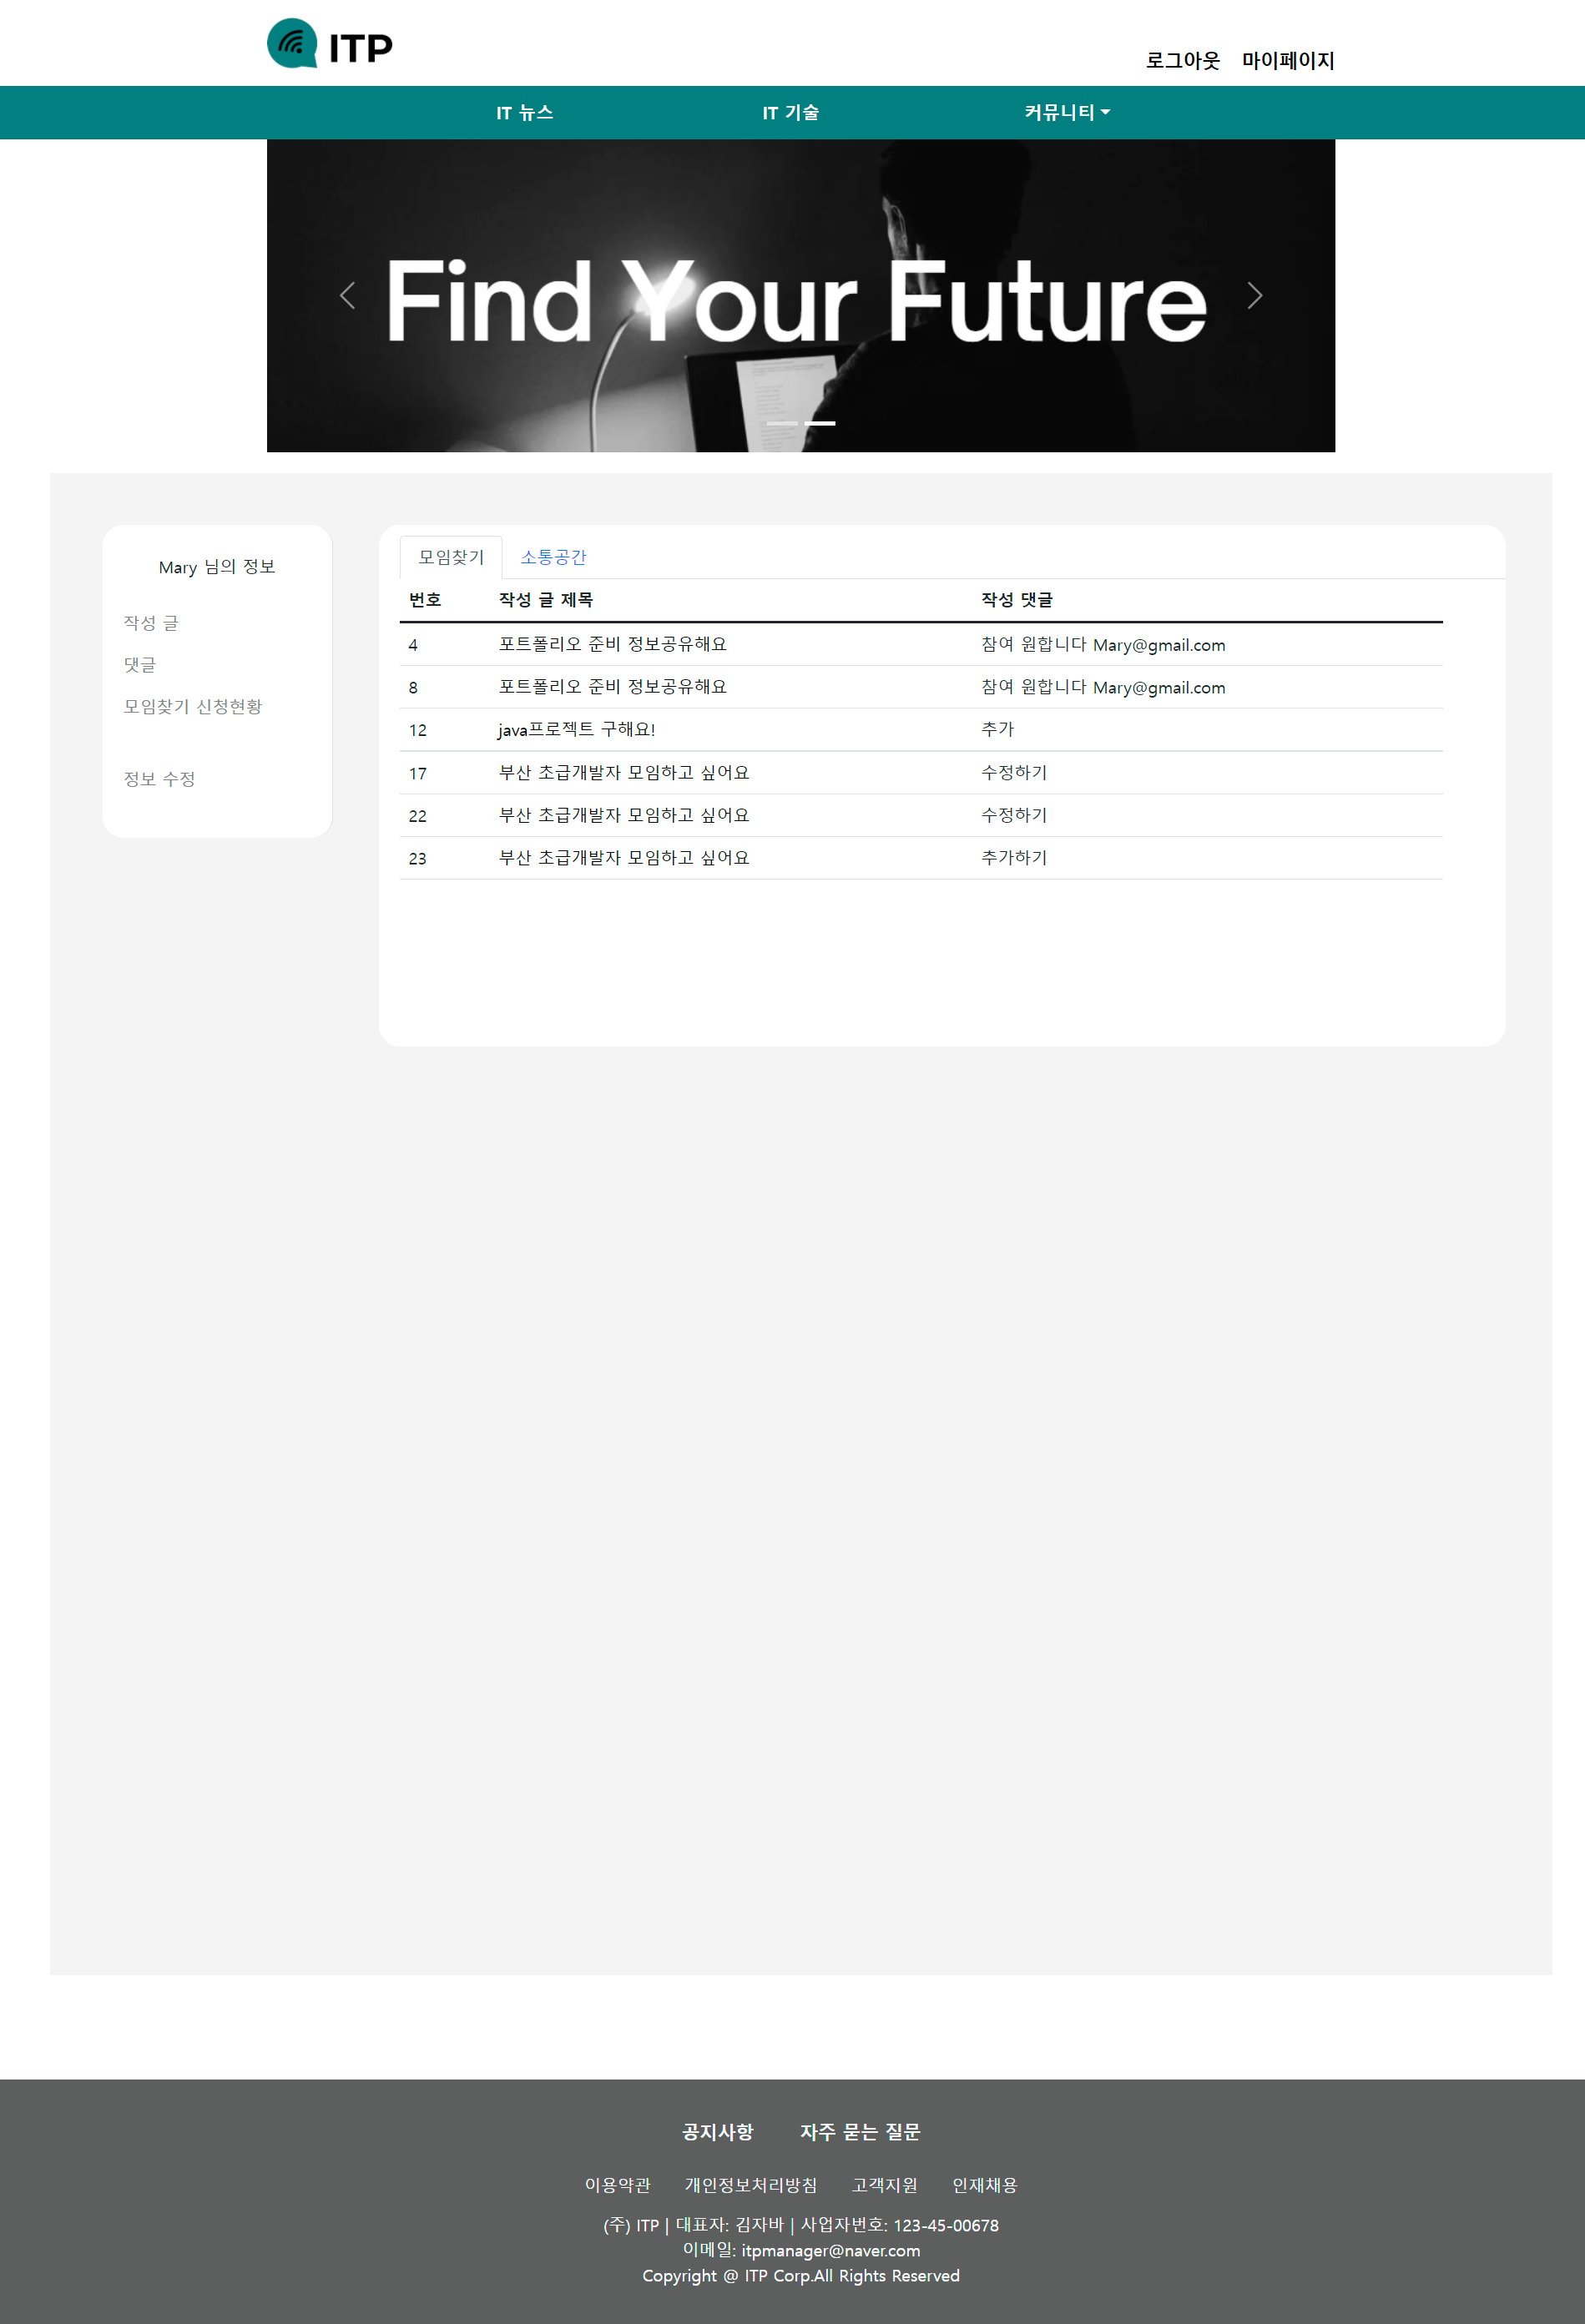 ITP
로그아웃 마이페이지
IT 뉴스 IT 기술 커뮤니티
Find Your Future
Mary 님의 정보
작성 글
댓글
모임찾기 신청현황
정보 수정
모임찾기 소통공간
번호 작성 글 제목 작성 댓글
4 포트폴리오 준비 정보공유해요 참여 원합니다 Mary@gmail.com
8 포트폴리오 준비 정보공유해요 참여 원합니다 Mary@gmail.com
12 java프로젝트 구해요! 추가
17 부산 초급개발자 모임하고 싶어요 수정하기
22 부산 초급개발자 모임하고 싶어요 수정하기
23 부산 초급개발자 모임하고 싶어요 추가하기
공지사항 자주 묻는 질문
이용약관 개인정보처리방침 고객지원 인재채용
(주) ITP | 대표자: 김자바 | 사업자번호: 123-45-00678
이메일: itpmanager@naver.com
Copyright @ ITP Corp.All Rights Reserved